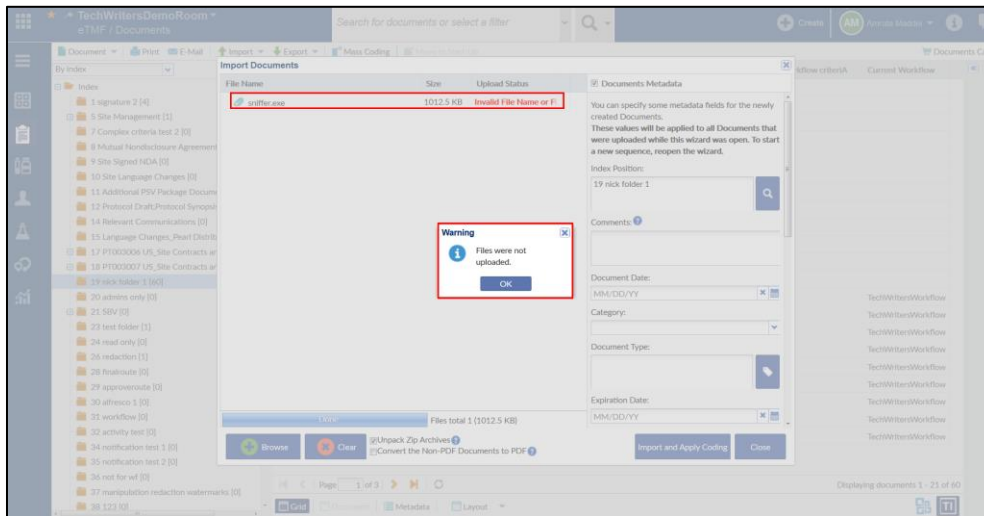 TechWritersDemoRoom
eTMF / Documents
Search for documents or select a filter
Create
AM
Document
Print
E-Mail
Import
Export
Mass Coding
Documents
By Index
Index
1 signature 2 [4]
5 Site Management [1]
7 Complex criteria test 2 [0]
8 Mutual Nondisclosure Agreement
9 Site Signed NDA [0]
10 Site Language Changes [0]
11 Additional PSV Package Docume
12 Protocol Draft;Protocol Synopsi
14 Relevant Communications [0]
15 Language Changes_Pearl Distrib
17 PT003006 US_Site Contracts ar
18 PT003007 US_Site Contracts ar
19 nick folder 1 [60]
20 admins only [0]
21 SBV [0]
23 test folder [1]
24 read only [0]
26 redaction [1]
28 finalroute [0]
29 approveroute [0]
30 alfresco 1 [0]
31 workflow [0]
32 activity test [0]
34 notification test 1 [0]
35 notification test 2 [0]
36 not for wf [0]
37 manipulation redaction watermarks [0]
38 123 [0]
Import Documents
File Name
Size
Upload Status
sniffer.exe
1012.5 KB
Invalid File Name or Fi
Warning
Files were not
uploaded.
OK
Done
Files total 1 (1012.5 KB)
Browse
Clear
Unpack Zip Archives
Convert the Non-PDF Documents to PDF
Documents Metadata
You can specify some metadata fields for the newly
created Documents.
These values will be applied to all Documents that
were uploaded while this wizard was open. To start
a new sequence, reopen the wizard.
Index Position:
19 nick folder 1
Comments:
Document Date:
MM/DD/YY
Category:
Document Type:
Expiration Date:
MM/DD/YY
Import and Apply Coding
Close
Current Workflow
TechWritersWorkflow
TechWritersWorkflow
TechWritersWorkflow
TechWritersWorkflow
TechWritersWorkflow
TechWritersWorkflow
TechWritersWorkflow
TechWritersWorkflow
TechWritersWorkflow
Page 1 of 3
Displaying documents 1 - 21 of 60
Grid
Metadata
Layout
TI